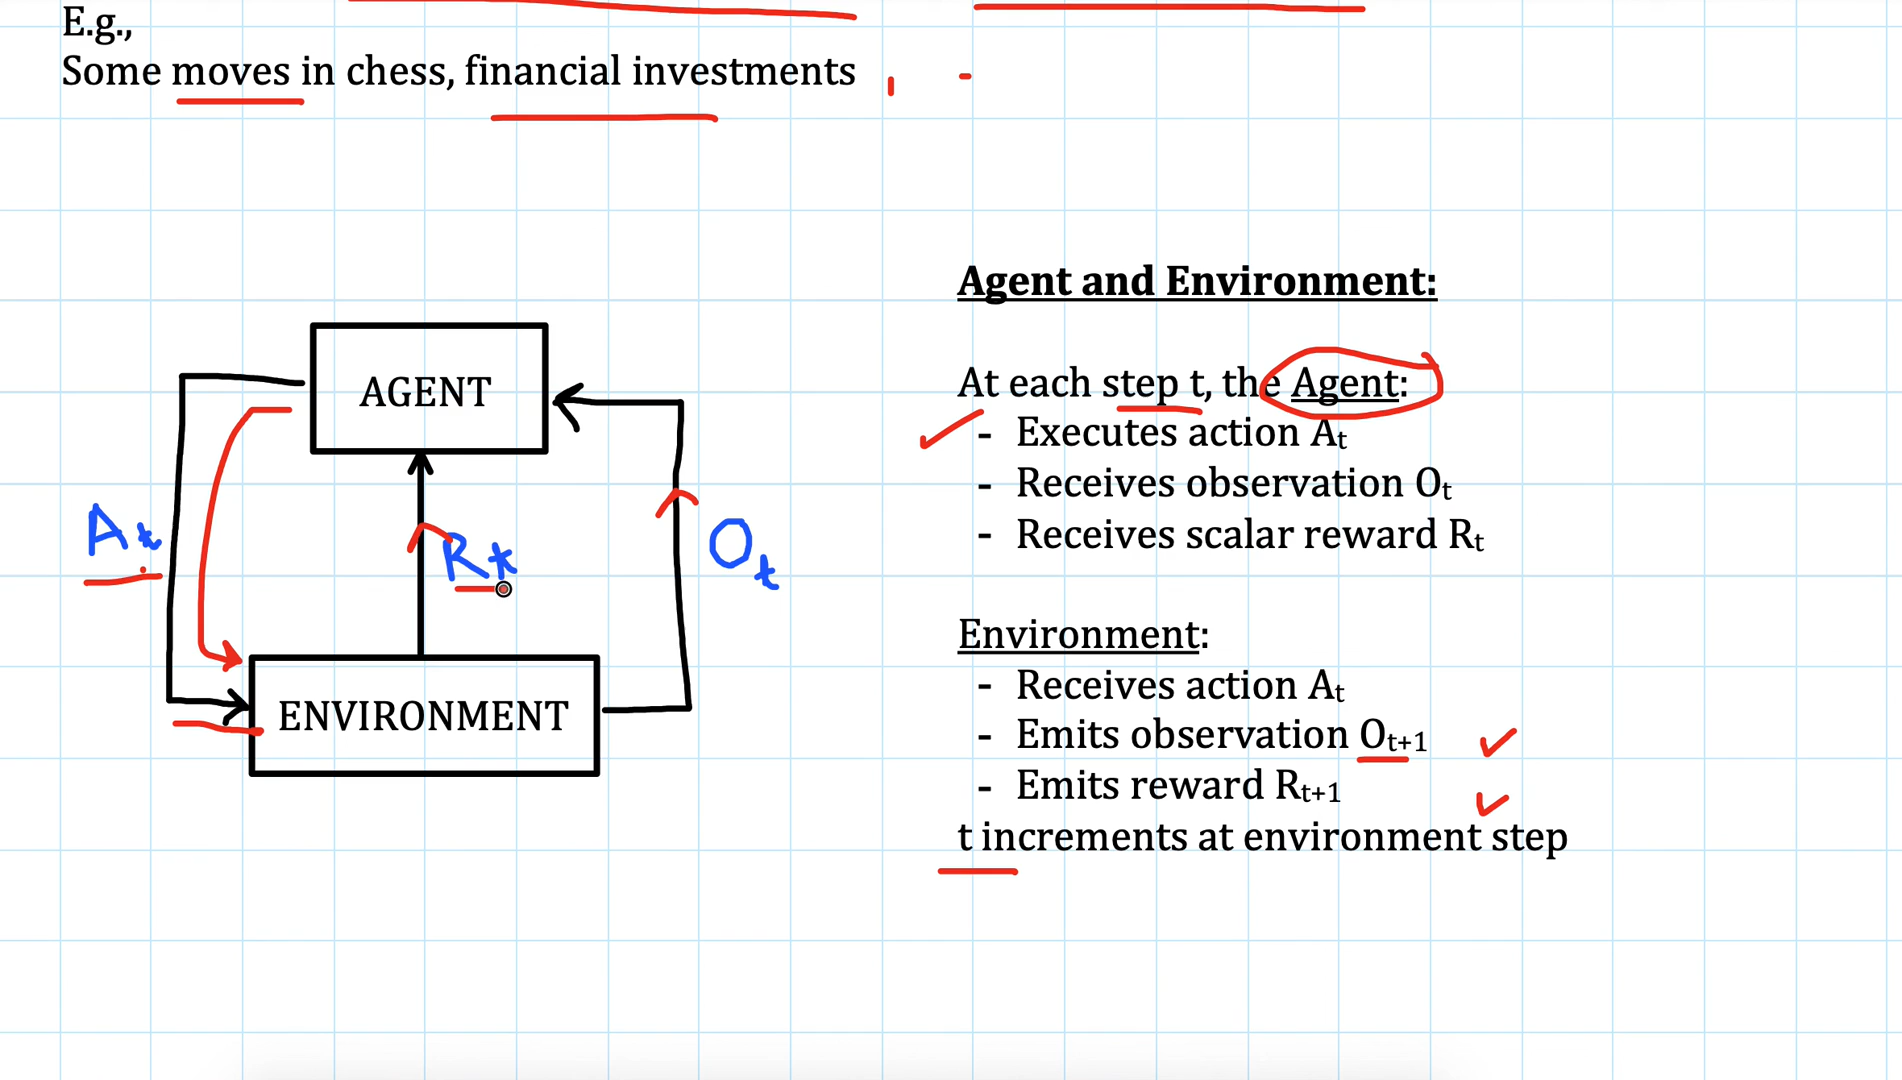 E.g.,
Some moves in chess, financial investments
AGENT
At
Rt
Ot
ENVIRONMENT
Agent and Environment:
At each step t, the Agent:
- Executes action At
- Receives observation Ot
- Receives scalar reward Rt
Environment:
- Receives action At
- Emits observation Ot+1
- Emits reward Rt+1
t increments at environment step